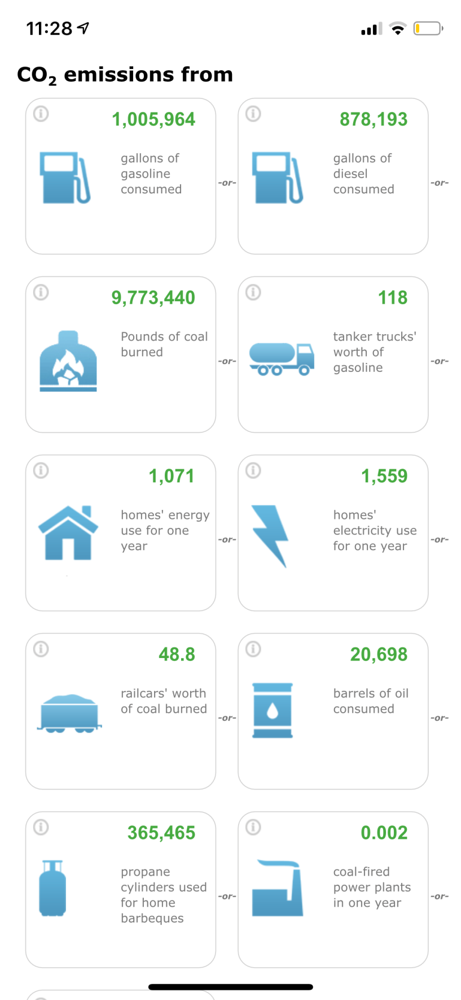 11:28
CO₂ emissions from
1,005,964
gallons of
gasoline
consumed
-or-
878,193
gallons of
diesel
consumed
-or-
9,773,440
Pounds of coal
burned
-or-
118
tanker trucks'
worth of
gasoline
-or-
1,071
homes' energy
use for one
year
-or-
1,559
homes'
electricity use
for one year
-or-
48.8
railcars' worth
of coal burned
-or-
20,698
barrels of oil
consumed
-or-
365,465
propane
cylinders used
for home
barbeques
-or-
0.002
coal-fired
power plants
in one year
-or-